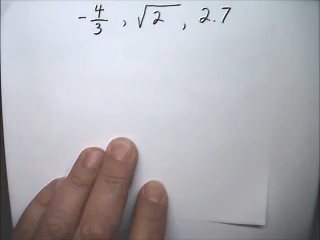 -4/3 , √2 , 2.7